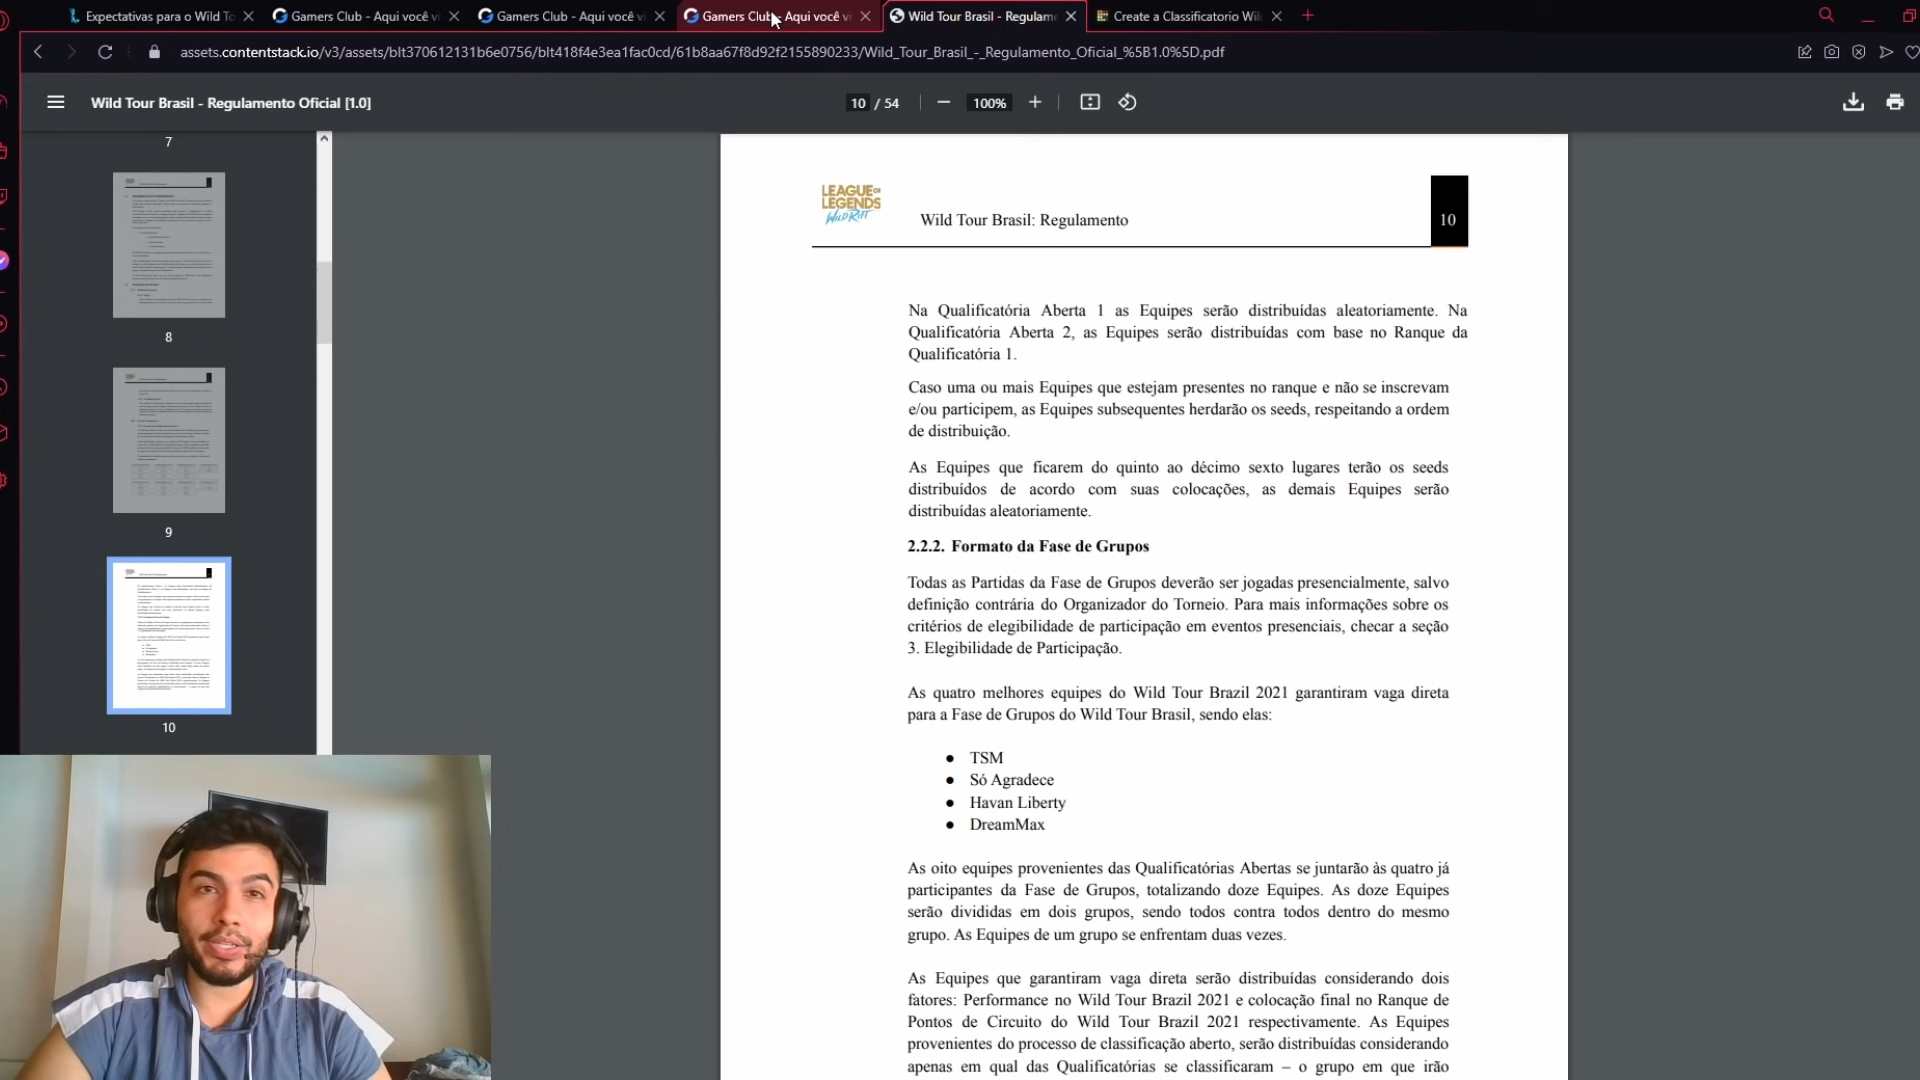 Expectativas para o Wild To
Gamers Club - Aqui você vi
Gamers Club - Aqui você vi
Gamers Club - Aqui você vi
Wild Tour Brasil - Regulam
Create a Classificatorio Wil
assets.contentstack.io/v3/assets/blt370612131b6e0756/blt418f4e3ea1fac0cd/61b8aa67f8d92f2155890233/Wild_Tour_Brasil_-_Regulamento_Oficial_%5B1.0%5D.pdf
Wild Tour Brasil - Regulamento Oficial [1.0]
10 / 54
100%
7
8
9
10
LEAGUE OF
LEGENDS
WILD RIFT
Wild Tour Brasil: Regulamento
10
Na Qualificatória Aberta 1 as Equipes serão distribuídas aleatoriamente. Na
Qualificatória Aberta 2, as Equipes serão distribuídas com base no Ranque da
Qualificatória 1.
Caso uma ou mais Equipes que estejam presentes no ranque e não se inscrevam
e/ou participem, as Equipes subsequentes herdarão os seeds, respeitando a ordem
de distribuição.
As Equipes que ficarem do quinto ao décimo sexto lugares terão os seeds
distribuídos de acordo com suas colocações, as demais Equipes serão
distribuídas aleatoriamente.
2.2.2. Formato da Fase de Grupos
Todas as Partidas da Fase de Grupos deverão ser jogadas presencialmente, salvo
definição contrária do Organizador do Torneio. Para mais informações sobre os
critérios de elegibilidade de participação em eventos presenciais, checar a seção
3. Elegibilidade de Participação.
As quatro melhores equipes do Wild Tour Brazil 2021 garantiram vaga direta
para a Fase de Grupos do Wild Tour Brasil, sendo elas:
● TSM
● Só Agradece
● Havan Liberty
● DreamMax
As oito equipes provenientes das Qualificatórias Abertas se juntarão às quatro já
participantes da Fase de Grupos, totalizando doze Equipes. As doze Equipes
serão divididas em dois grupos, sendo todos contra todos dentro do mesmo
grupo. As Equipes de um grupo se enfrentam duas vezes.
As Equipes que garantiram vaga direta serão distribuídas considerando dois
fatores: Performance no Wild Tour Brazil 2021 e colocação final no Ranque de
Pontos de Circuito do Wild Tour Brazil 2021 respectivamente. As Equipes
provenientes do processo de classificação aberto, serão distribuídas considerando
apenas em qual das Qualificatórias se classificaram – o grupo em que irão